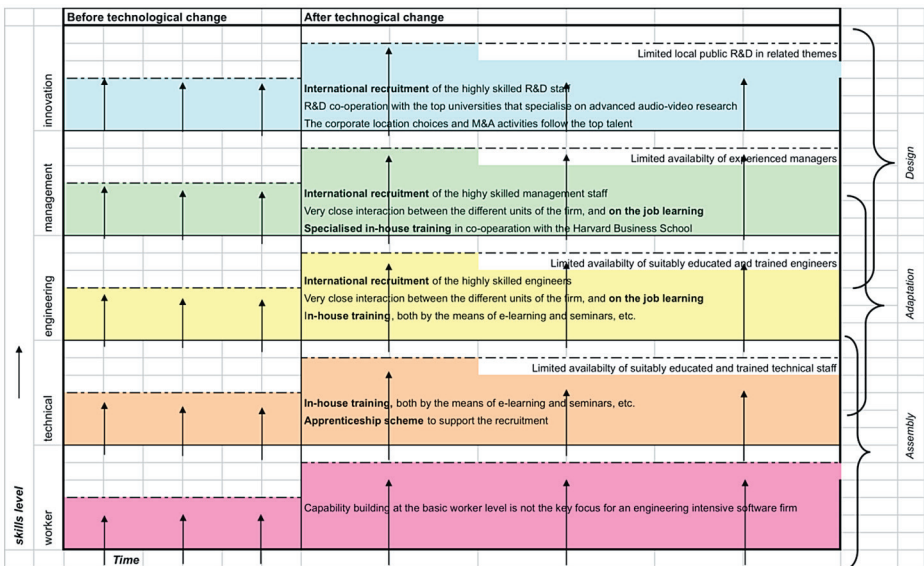 Before technological change
After techngical change
Limited local public R&D in related themes
innovation
International recruitment of the highly skilled R&D staff
R&D co-operation with the top universities that specialise on advanced audio-video research
The corporate location choices and M&A activities follow the top talent
Design
Limited availabilty of experienced managers
management
International recruitment of the highy skilled management staff
Very close interaction between the different units of the firm, and on the job learning
Specialised in-house training in co-opearation with the Harvard Business School
Adaptation
Limited availabilty of suitably educated and trained engineers
engineering
International recruitment of the highly skilled engineers
Very close interaction between the different units of the firm, and on the job learning
In-house training, both by the means of e-learning and seminars, etc.
Limited availabilty of suitably educated and trained technical staff
technical
In-house training, both by the means of e-learning and seminars, etc.
Apprenticeship scheme to support the recruitment
Assembly
skills level
worker
Capability building at the basic worker level is not the key focus for an engineering intensive software firm
Time